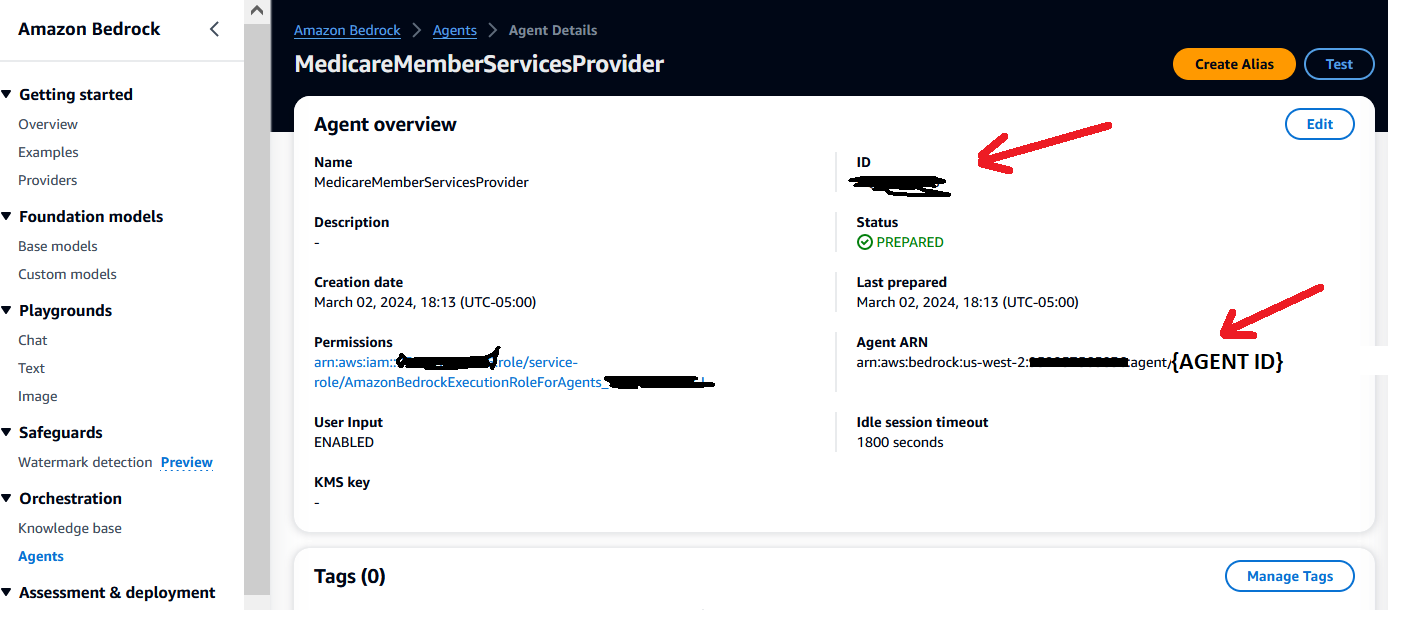 Amazon Bedrock
Getting started
Overview
Examples
Providers
Foundation models
Base models
Custom models
Playgrounds
Chat
Text
Image
Safeguards
Watermark detection Preview
Orchestration
Knowledge base
Agents
Assessment & deployment
Amazon Bedrock > Agents > Agent Details
MedicareMemberServicesProvider
Create Alias
Test
Agent overview
Edit
Name
MedicareMemberServicesProvider
ID
Description
-
Status
PREPARED
Creation date
March 02, 2024, 18:13 (UTC-05:00)
Last prepared
March 02, 2024, 18:13 (UTC-05:00)
Permissions
arn:aws:iam:: :role/service-
role/AmazonBedrockExecutionRoleForAgents_
Agent ARN
arn:aws:bedrock:us-west-2: :agent/{AGENT ID}
User Input
ENABLED
Idle session timeout
1800 seconds
KMS key
-
Tags (0)
Manage Tags